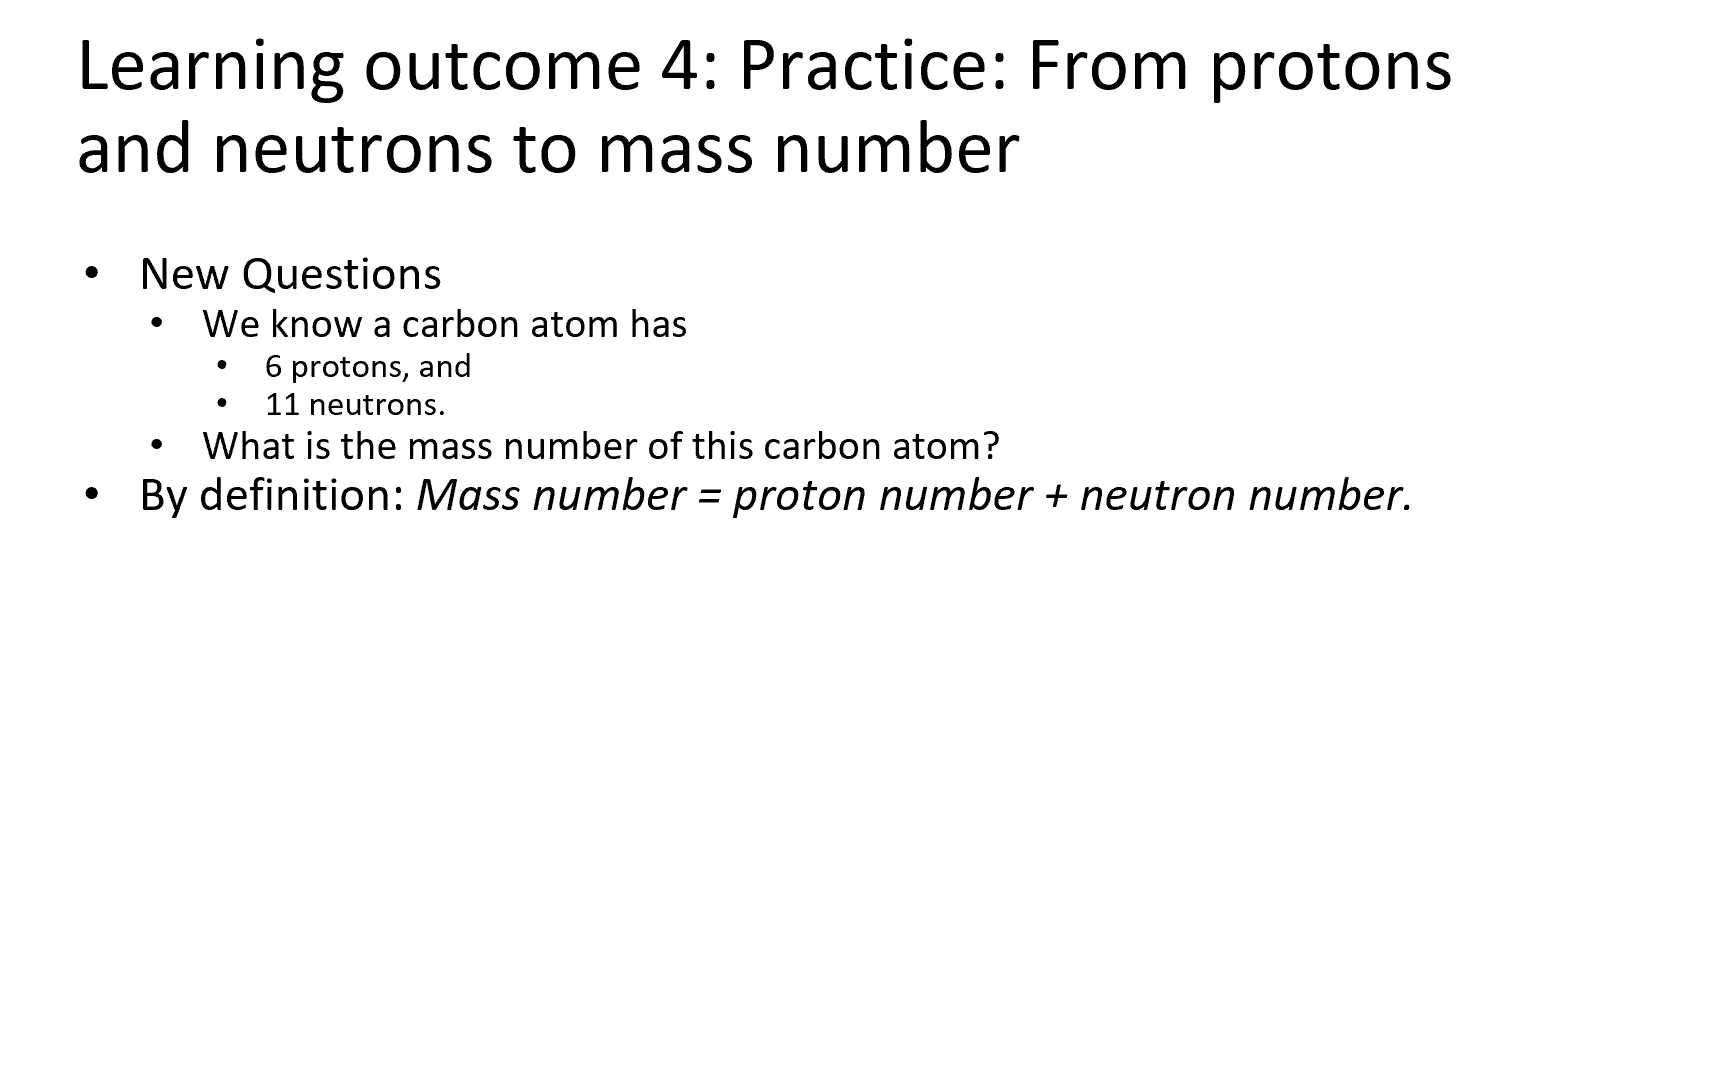 Learning outcome 4: Practice: From protons
and neutrons to mass number
• New Questions
• We know a carbon atom has
• 6 protons, and
• 11 neutrons.
• What is the mass number of this carbon atom?
• By definition: Mass number = proton number + neutron number.